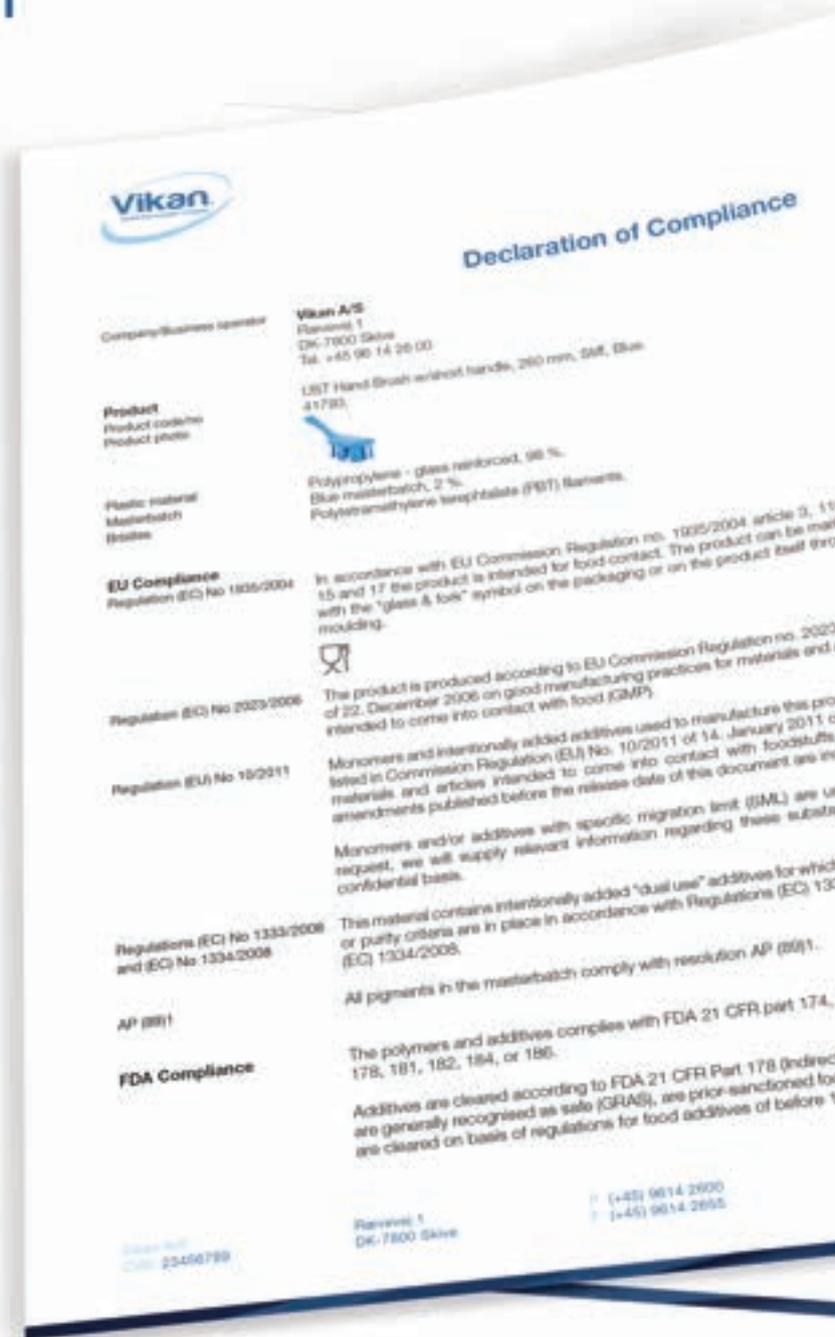 Vikan
Declaration of Compliance
Company/Business operator
Vikan A/S
Rævevej 1
DK-7800 Skive
Tel. +45 96 14 26 00
Product
Product code/no
Product photo
UST Hand Brush w/short handle, 260 mm, Stiff, Blue
41793,
Plastic material
Masterbatch
Bristles
Polypropylene - glass reinforced, 98 %.
Blue masterbatch, 2 %.
Polytetramethylene terephtalate (PBT) filaments.
EU Compliance
Regulation (EC) No 1935/2004
In accordance with EU Commission Regulation no. 1935/2004 article 3, 11
15 and 17 the product is intended for food contact. The product can be
with the "glass & fork" symbol on the packaging or on the product itself
moulding.
Regulation (EC) No 2023/2006
The product is produced according to EU Commission Regulation no. 2023
of 22. December 2006 on good manufacturing practices for materials and
intended to come into contact with food (GMP).
Regulation (EU) No 10/2011
Monomers and intentionally added additives used to manufacture this
listed in Commission Regulation (EU) No. 10/2011 of 14. January 2011
materials and articles intended to come into contact with foodstuffs
amendments published before the release date of this document are
Monomers and/or additives with specific migration limit (SML) are
request, we will supply relevant information regarding these
confidential basis.
Regulations (EC) No 1333/2008
and (EC) No 1334/2008
This material contains intentionally added "dual use" additives for which
or purity criteria are in place in accordance with Regulations (EC)
(EC) 1334/2008.
AP (89)1
All pigments in the masterbatch comply with resolution AP (89)1.
FDA Compliance
The polymers and additives complies with FDA 21 CFR part 174,
178, 181, 182, 184, or 186.
Additives are cleared according to FDA 21 CFR Part 178
are generally recognised as safe (GRAS), are prior-sanctioned
are cleared on basis of regulations for food additives of before
23456789
Rævevej 1
DK-7800 Skive
(+45) 9614 2600
(+45) 9614 2655